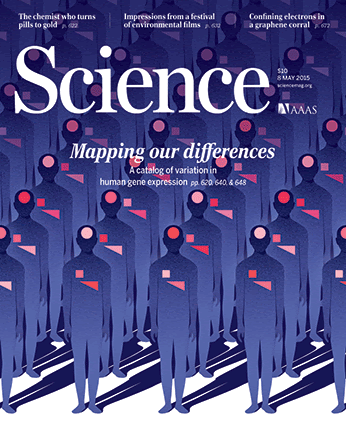 The chemist who turns
pills to gold p. 622
Impressions from a festival
of environmental films p. 632
Confining electrons in
a graphene corral p. 672
Science
$10
8 MAY 2015
sciencemag.org
AAAS
Mapping our differences
A catalog of variation in
human gene expression pp. 620, 640, & 648